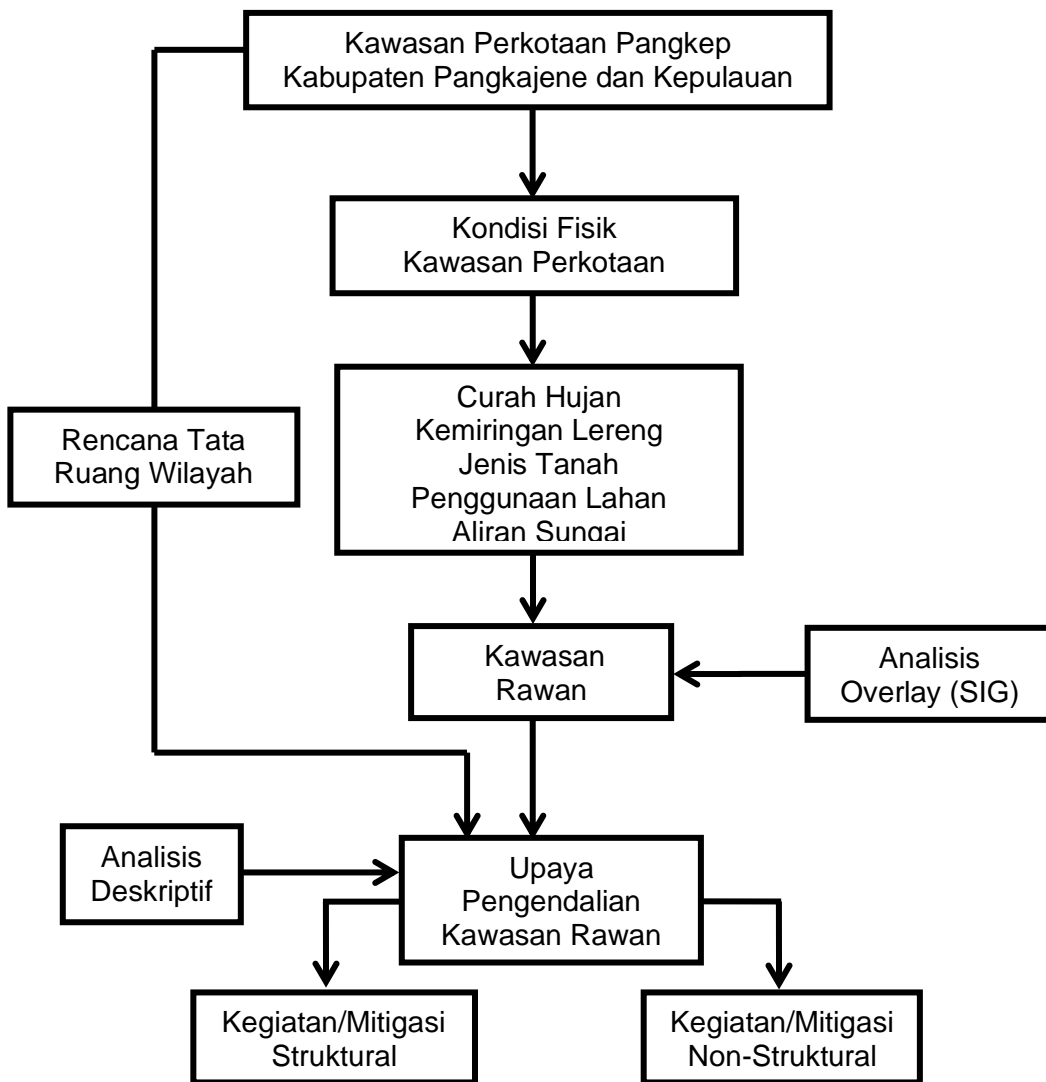 Kawasan Perkotaan Pangkep
Kabupaten Pangkajene dan Kepulauan
Kondisi Fisik
Kawasan Perkotaan
Curah Hujan
Kemiringan Lereng
Jenis Tanah
Penggunaan Lahan
Aliran Sungai
Rencana Tata
Ruang Wilayah
Kawasan
Rawan
Analisis
Overlay (SIG)
Analisis
Deskriptif
Upaya
Pengendalian
Kawasan Rawan
Kegiatan/Mitigasi
Struktural
Kegiatan/Mitigasi
Non-Struktural